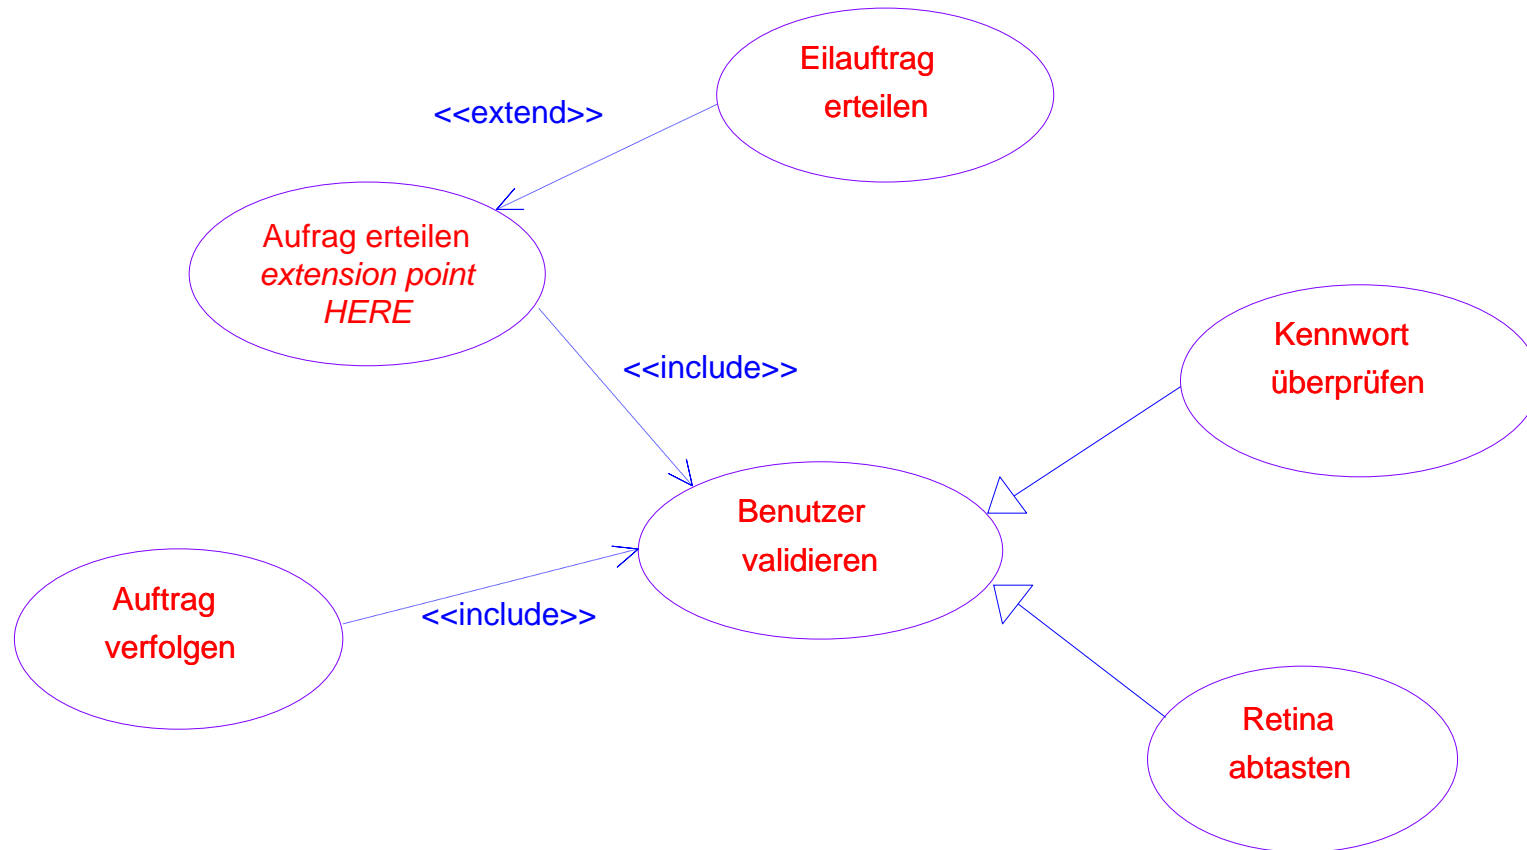 Eilauftrag
erteilen
<<extend>>
Aufrag erteilen
extension point
HERE
<<include>>
Kennwort
überprüfen
Benutzer
validieren
Auftrag
verfolgen
<<include>>
Retina
abtasten